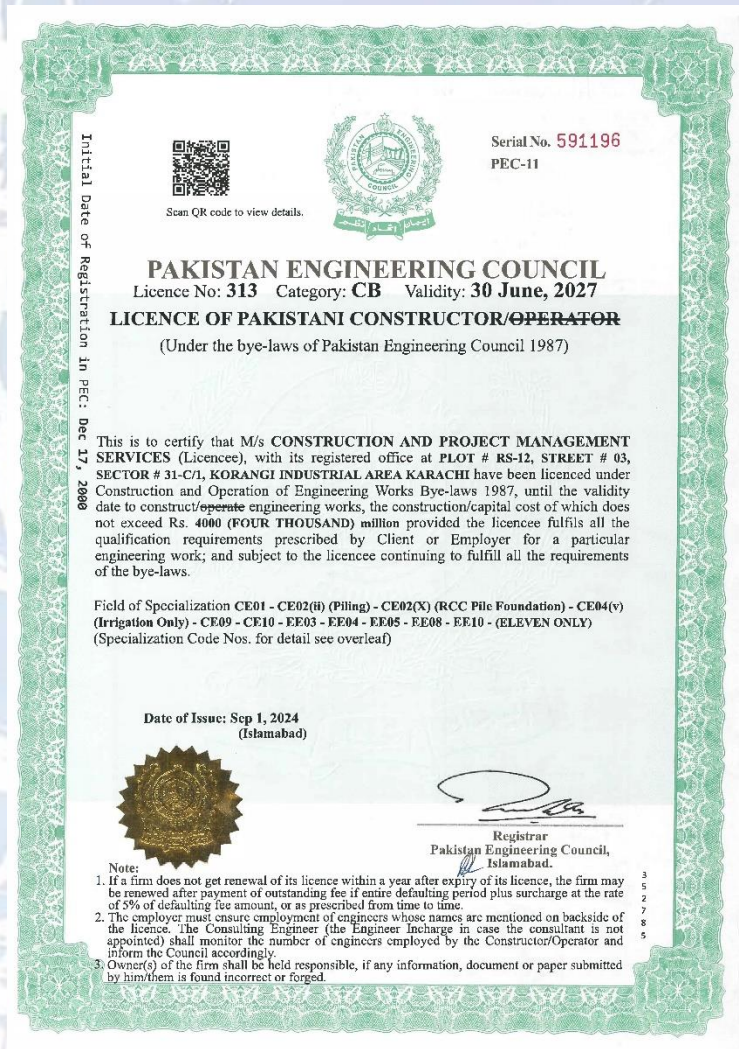 Serial No. 591196
PEC-11
Scan QR code to view details.
PAKISTAN ENGINEERING COUNCIL
PAKISTAN ENGINEERING COUNCIL
Licence No: 313 Category: CB Validity: 30 June, 2027
LICENCE OF PAKISTANI CONSTRUCTOR/OPERATOR
(Under the bye-laws of Pakistan Engineering Council 1987)
Initial Date of Registration in PEC: Dec 17, 2000
This is to certify that M/s CONSTRUCTION AND PROJECT MANAGEMENT
SERVICES (Licencee), with its registered office at PLOT # RS-12, STREET # 03,
SECTOR # 31-C/1, KORANGI INDUSTRIAL AREA KARACHI have been licenced under
Construction and Operation of Engineering Works Bye-laws 1987, until the validity
date to construct/operate engineering works, the construction/capital cost of which does
not exceed Rs. 4000 (FOUR THOUSAND) million provided the licencee fulfils all the
qualification requirements prescribed by Client or Employer for a particular
engineering work; and subject to the licencee continuing to fulfill all the requirements
of the bye-laws.
Field of Specialization CE01 - CE02(ii) (Piling) - CE02(X) (RCC Pile Foundation) - CE04(v)
(Irrigation Only) - CE09 - CE10 - EE03 - EE04 - EE05 - EE08 - EE10 - (ELEVEN ONLY)
(Specialization Code Nos. for detail see overleaf)
Date of Issue: Sep 1, 2024
(Islamabad)
Registrar
Pakistan Engineering Council,
Islamabad.
Note:
1. If a firm does not get renewal of its licence within a year after expiry of its licence, the firm may
be renewed after payment of outstanding fee if entire defaulting period plus surcharge at the rate
of 5% of defaulting fee amount, or as prescribed from time to time.
2. The employer must ensure employment of engineers whose names are mentioned on backside of
the licence. The Consulting Engineer (the Engineer Incharge in case the consultant is not
appointed) shall monitor the number of engineers employed by the Constructor/Operator and
inform the Council accordingly.
3. Owner(s) of the firm shall be held responsible, if any information, document or paper submitted
by him/them is found incorrect or forged.
352785